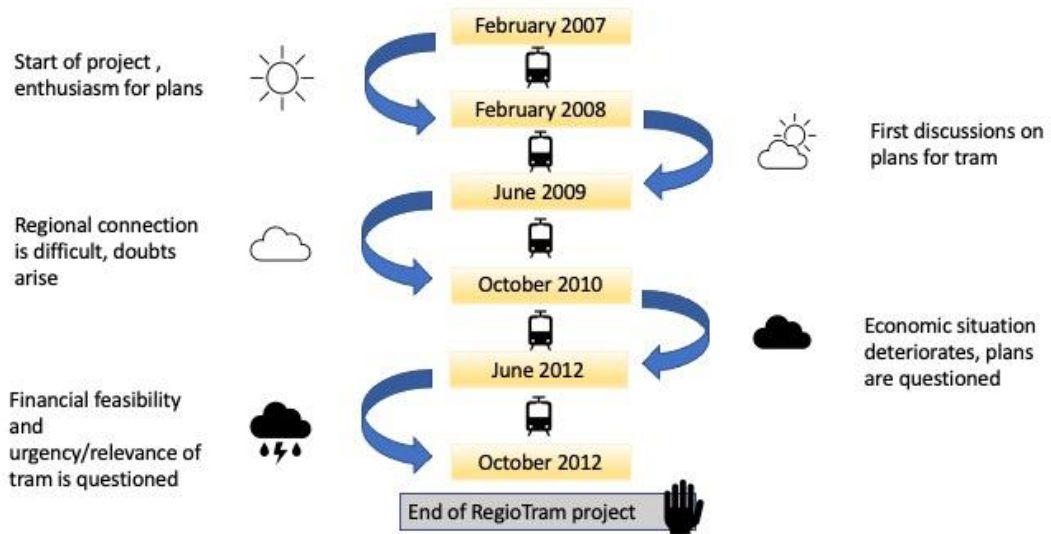 February 2007
Start of project ,
enthusiasm for plans
February 2008
First discussions on
plans for tram
June 2009
Regional connection
is difficult, doubts
arise
October 2010
Economic situation
deteriorates, plans
are questioned
June 2012
Financial feasibility
and
urgency/relevance of
tram is questioned
October 2012
End of RegioTram project